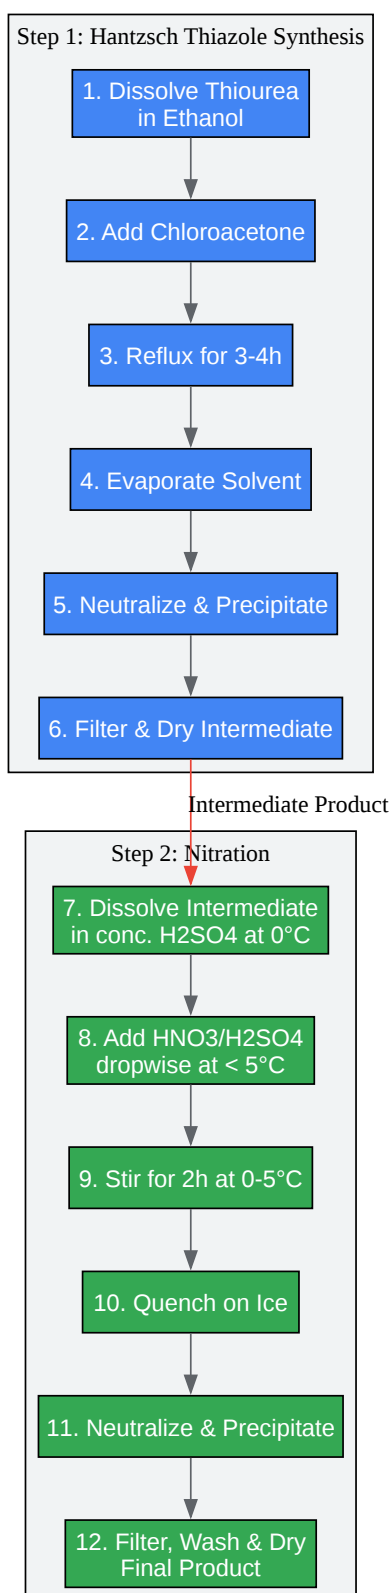 Step 1: Hantzsch Thiazole Synthesis
1. Dissolve Thiourea
in Ethanol
2. Add Chloroacetone
3. Reflux for 3-4h
4. Evaporate Solvent
5. Neutralize & Precipitate
6. Filter & Dry Intermediate
Intermediate Product
Step 2: Nitration
7. Dissolve Intermediate
in conc. H2SO4 at 0°C
8. Add HNO3/H2SO4
dropwise at < 5°C
9. Stir for 2h at 0-5°C
10. Quench on Ice
11. Neutralize & Precipitate
12. Filter, Wash & Dry
Final Product